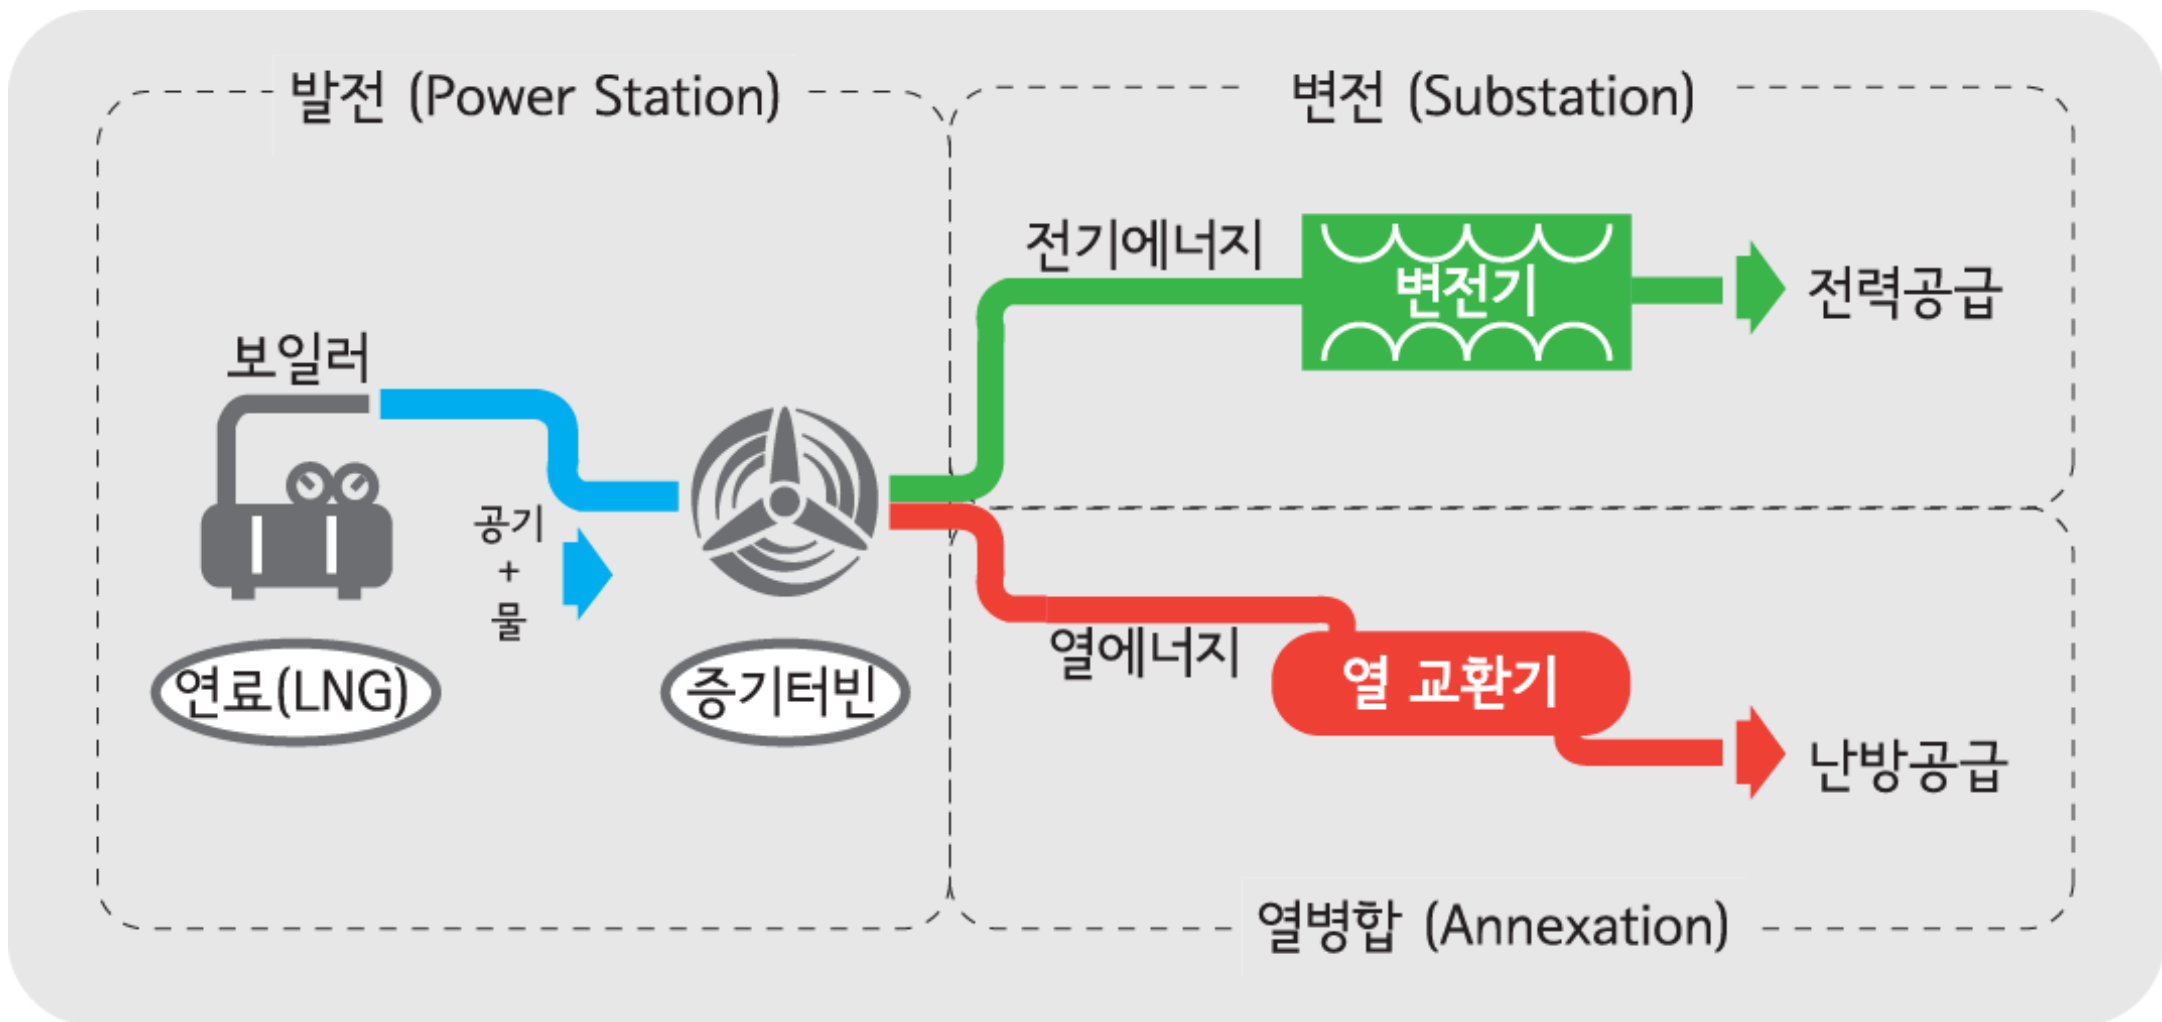 발전 (Power Station)
보일러
공기
+
물
연료(LNG)
증기터빈
변전 (Substation)
전기에너지
변전기
전력공급
열에너지
열 교환기
난방공급
열병합 (Annexation)